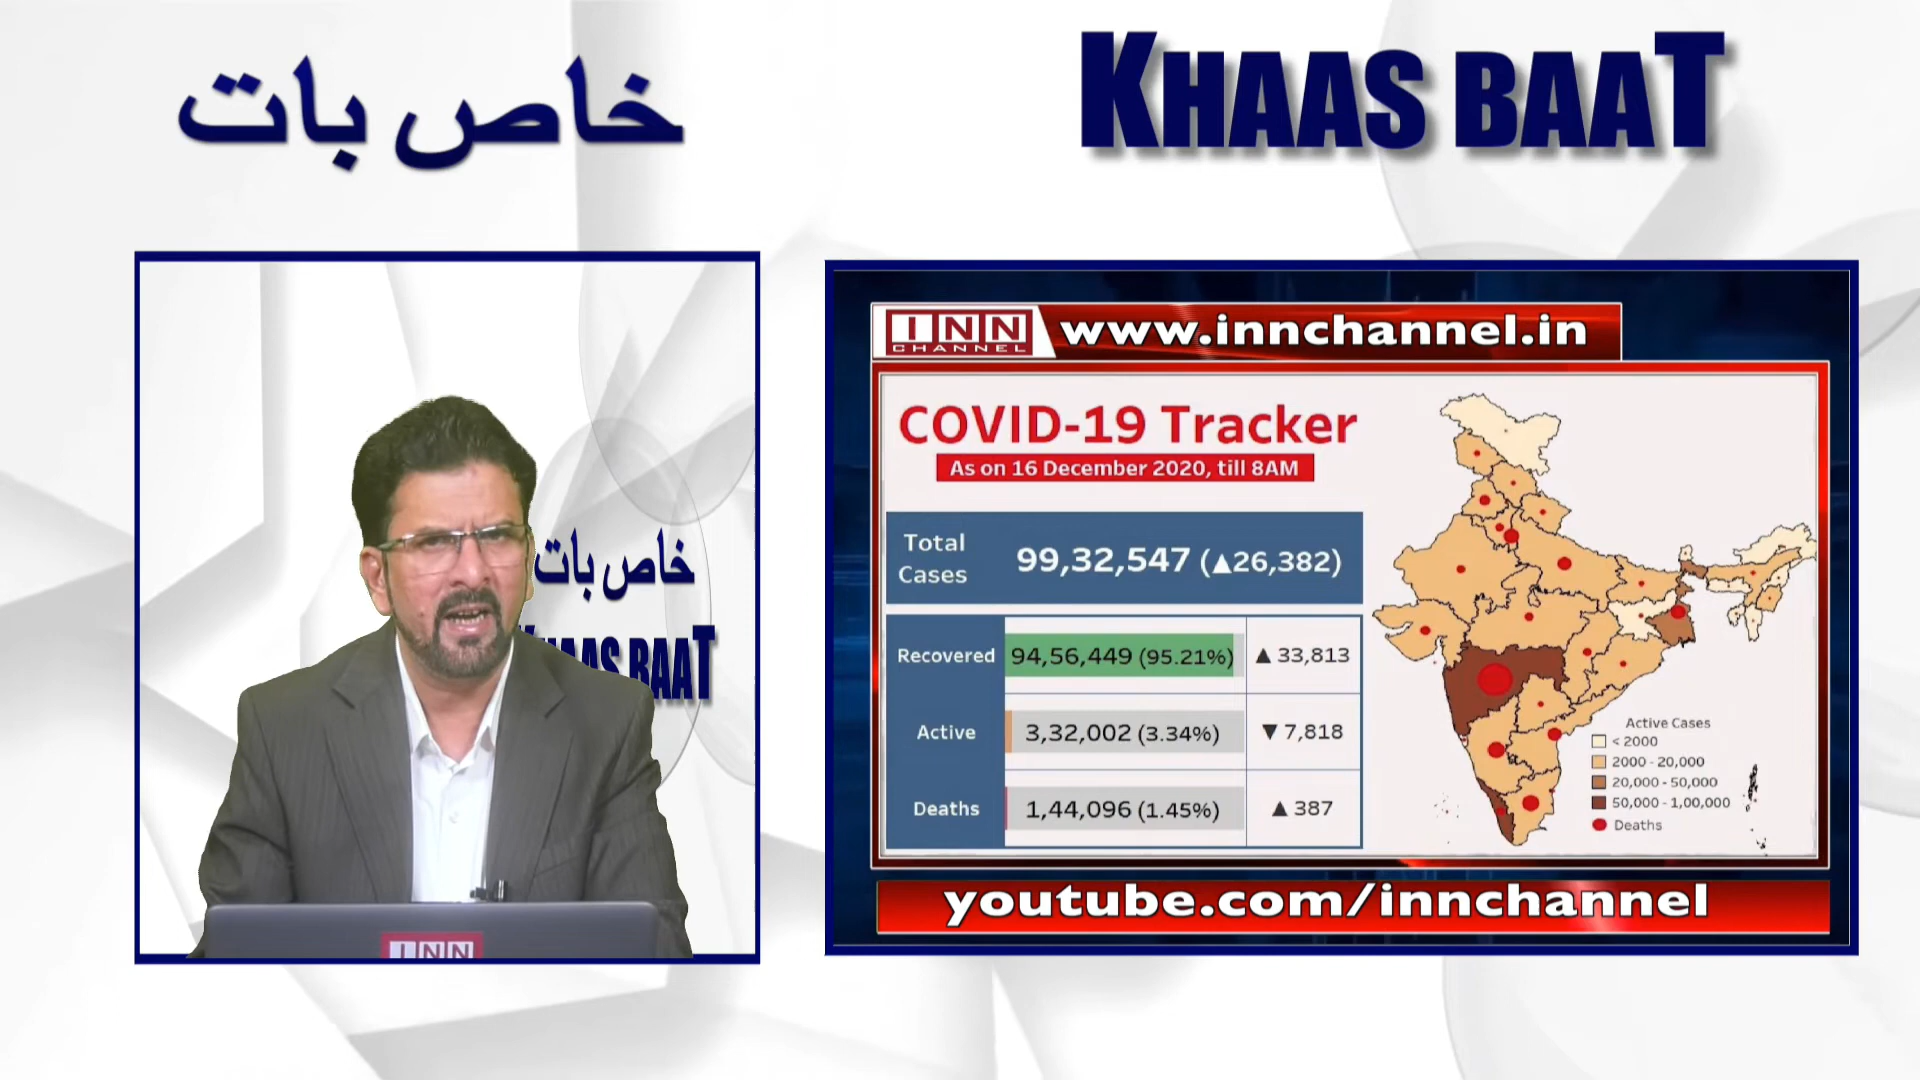 خاص بات
KHAAS BAAT
خاص بات
KHAAS BAAT
INN
INN
CHANNEL
www.innchannel.in
COVID-19 Tracker
As on 16 December 2020, till 8AM
Total Cases
99,32,547 (▲26,382)
Recovered 94,56,449 (95.21%) ▲ 33,813
Active 3,32,002 (3.34%) ▼ 7,818
Deaths 1,44,096 (1.45%) ▲ 387
Active Cases
< 2000
2000 - 20,000
20,000 - 50,000
50,000 - 1,00,000
Deaths
youtube.com/innchannel